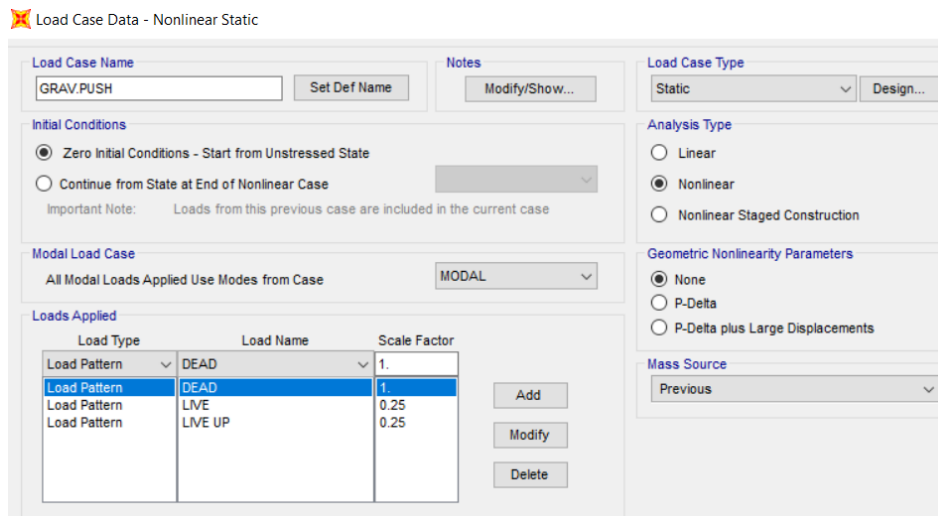 Load Case Data - Nonlinear Static
Load Case Name
GRAV.PUSH
Set Def Name
Notes
Modify/Show...
Load Case Type
Static
Design...
Initial Conditions
Zero Initial Conditions - Start from Unstressed State
Continue from State at End of Nonlinear Case
Important Note: Loads from this previous case are included in the current case
Analysis Type
Linear
Nonlinear
Nonlinear Staged Construction
Modal Load Case
All Modal Loads Applied Use Modes from Case
MODAL
Geometric Nonlinearity Parameters
None
P-Delta
P-Delta plus Large Displacements
Loads Applied
Load Type Load Name Scale Factor
Load Pattern DEAD 1.
Load Pattern DEAD 1.
Load Pattern LIVE 0.25
Load Pattern LIVE UP 0.25
Add
Modify
Delete
Mass Source
Previous